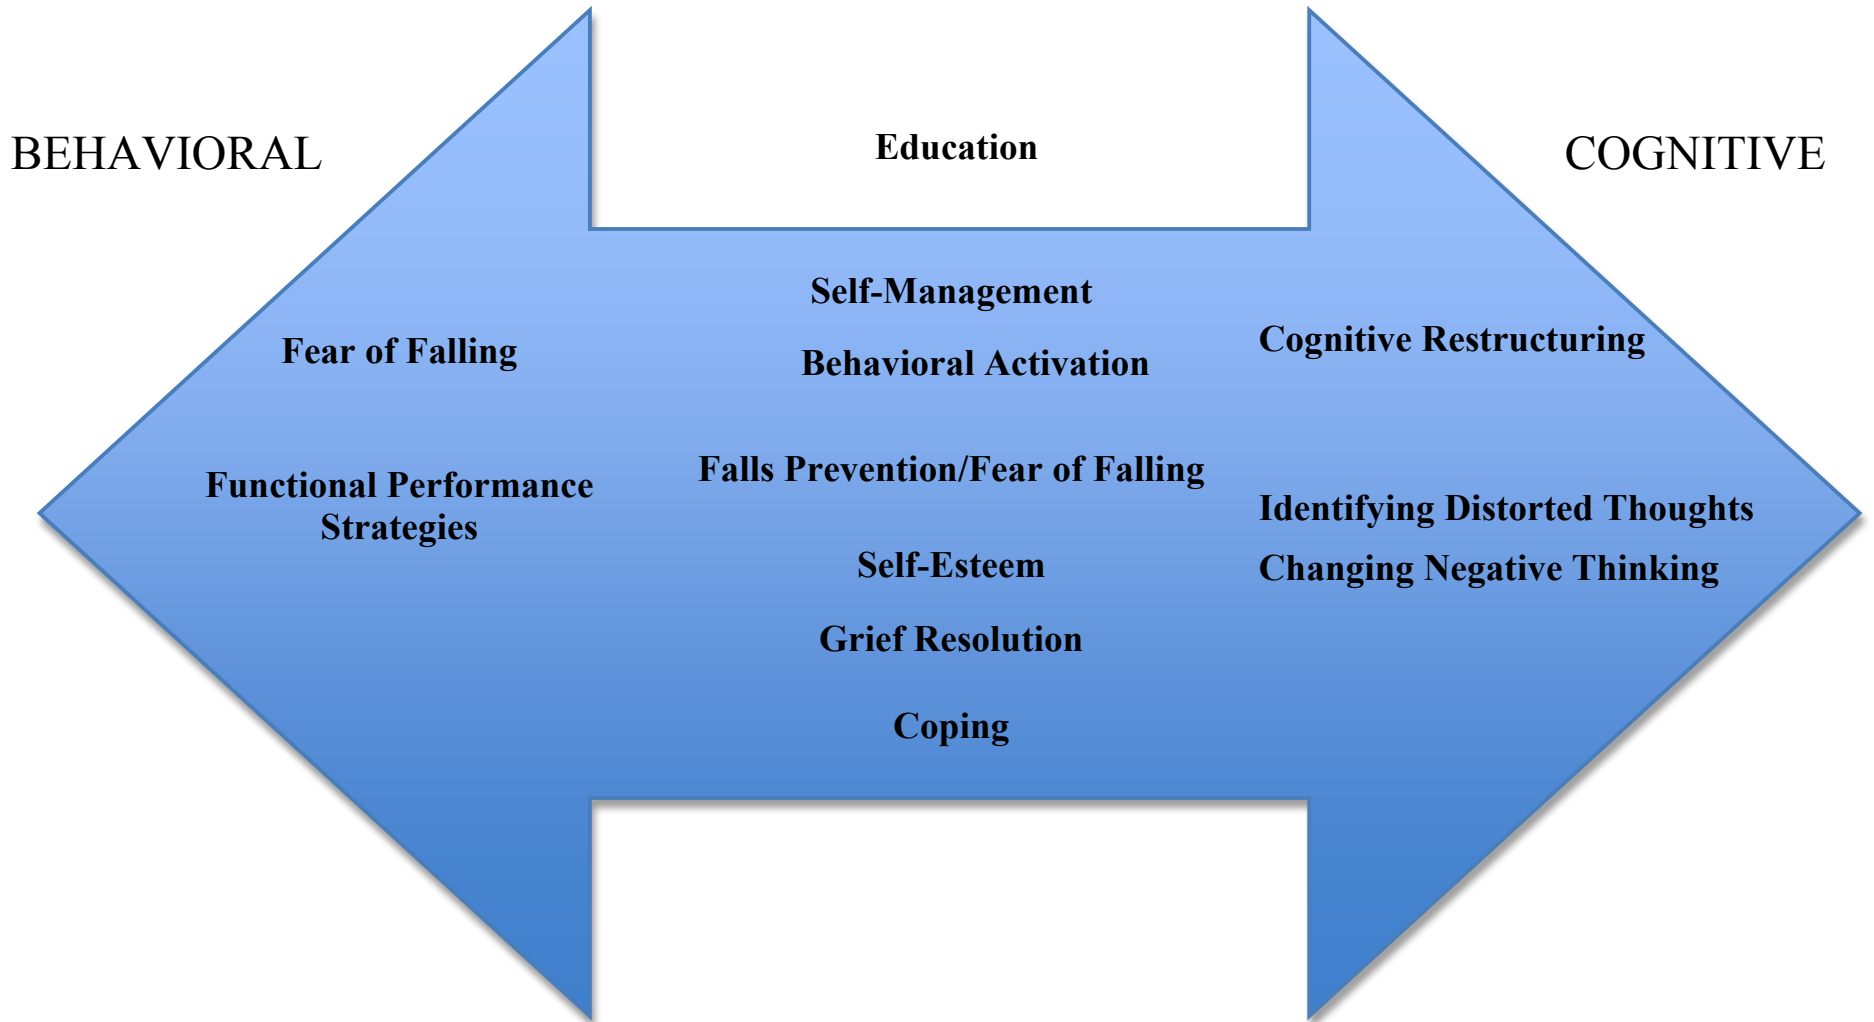 BEHAVIORAL
Education
COGNITIVE
Fear of Falling
Functional Performance
Strategies
Self-Management
Behavioral Activation
Falls Prevention/Fear of Falling
Self-Esteem
Grief Resolution
Coping
Cognitive Restructuring
Identifying Distorted Thoughts
Changing Negative Thinking